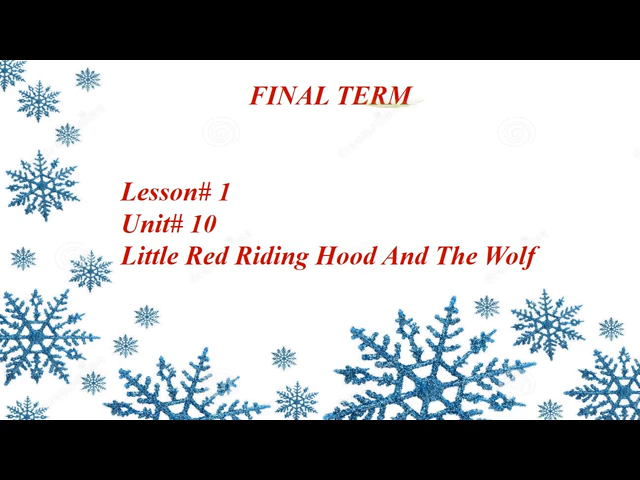 FINAL TERM
Lesson# 1
Unit# 10
Little Red Riding Hood And The Wolf